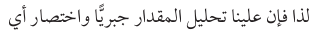 لذا فإن علينا تحليل المقدار جبريًّا واختصار أي